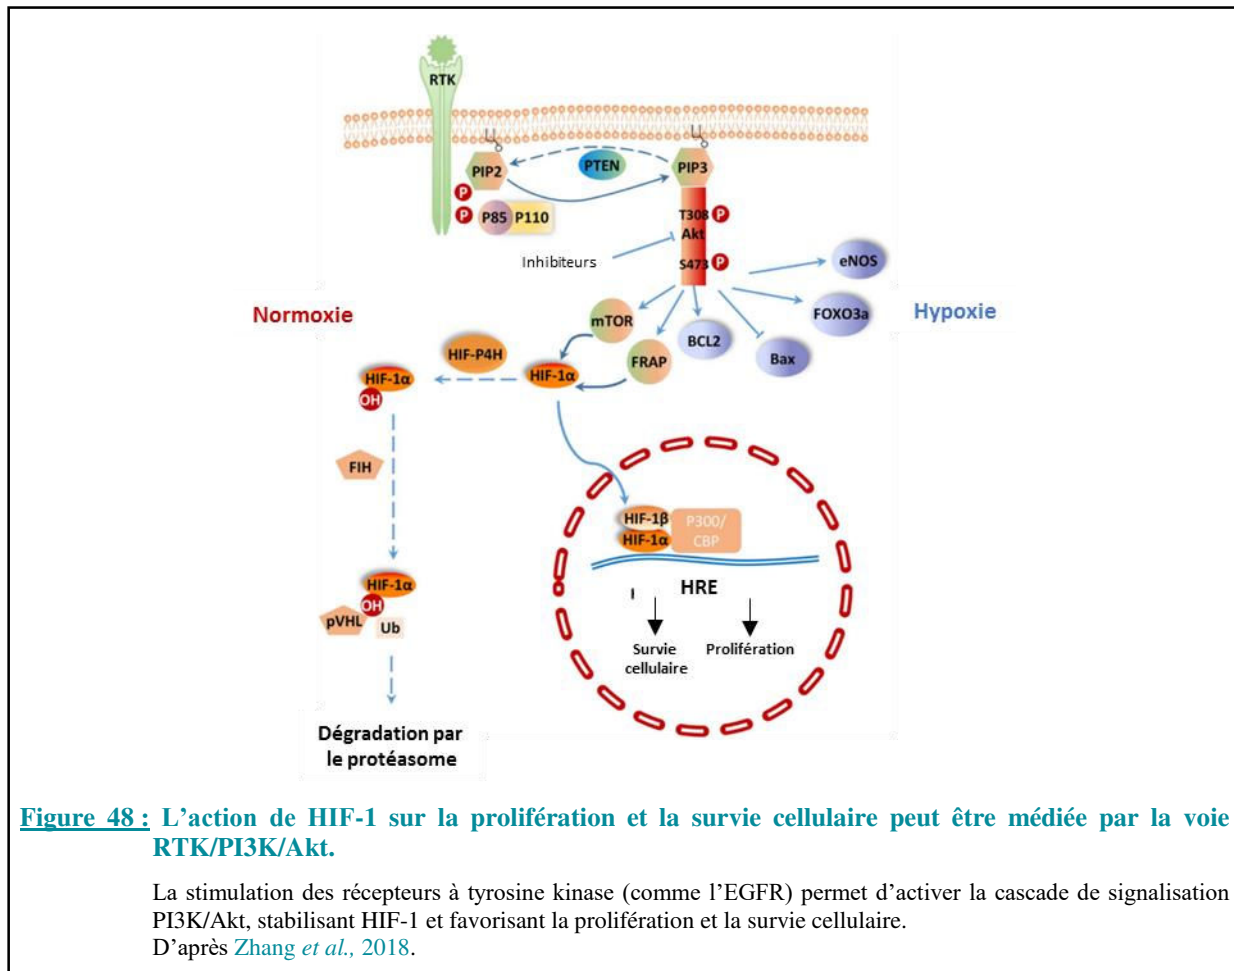 RTK
PIP2
PTEN
PIP3
P
P
P85 P110
T308 P
Akt
Inhibiteurs
S473 P
eNOS
Normoxie
mTOR
FOXO3a
Hypoxie
BCL2
HIF-P4H
FRAP
Bax
HIF-1α
HIF-1α
OH
FIH
HIF-1β
P300/
CBP
HIF-1α
HRE
HIF-1α
OH
pVHL
Ub
Survie
cellulaire
Prolifération
Dégradation par
le protéasome
Figure 48 : L’action de HIF-1 sur la prolifération et la survie cellulaire peut être médiée par la voie
RTK/PI3K/Akt.
La stimulation des récepteurs à tyrosine kinase (comme l’EGFR) permet d’activer la cascade de signalisation
PI3K/Akt, stabilisant HIF-1 et favorisant la prolifération et la survie cellulaire.
D’après Zhang et al., 2018.